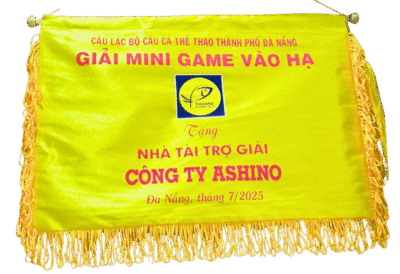 CÂU LẠC BỘ CÂU CÁ THỂ THAO THÀNH PHỐ ĐÀ NẴNG
GIẢI MINI GAME VÀO HẠ
Tặng
NHÀ TÀI TRỢ GIẢI
CÔNG TY ASHINO
Đà Nẵng, tháng 7/2025